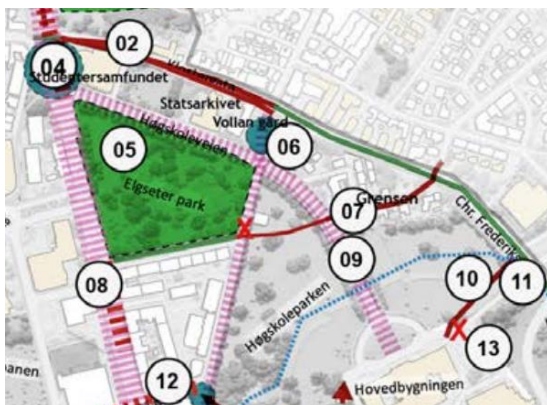 02
04
Klostergata
Studentersamfundet
Statsarkivet
Vollan gård
05
Høgskoleveien
06
Elgseter park
Grensen
07
Chr. Frederiks
08
09
10
11
Høgskoleparken
13
12
Hovedbygningen
anen